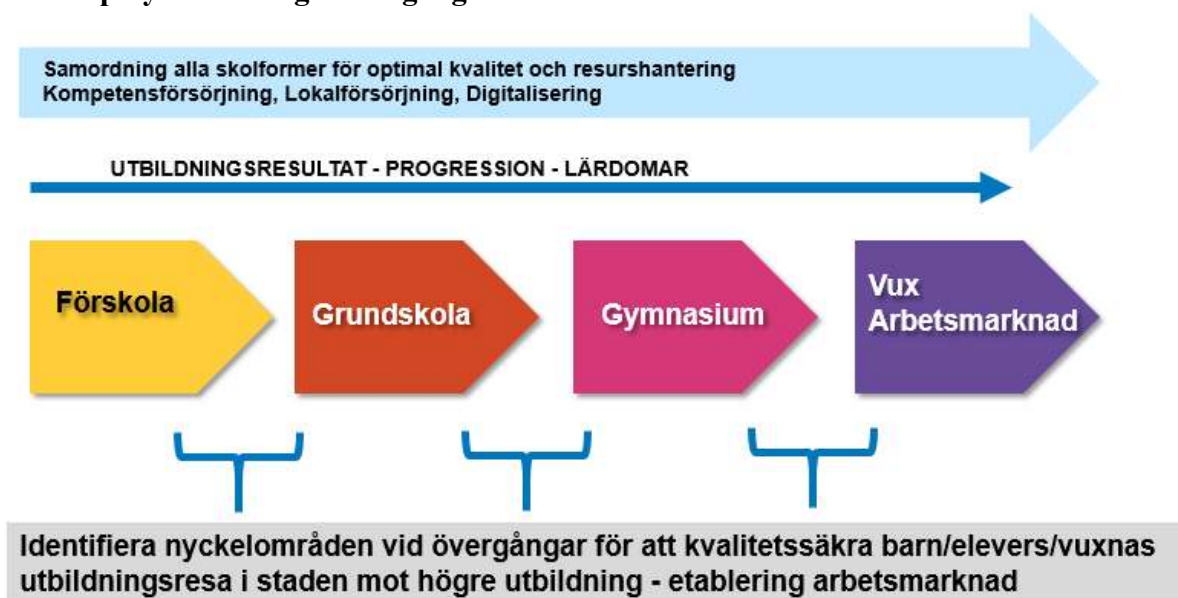 Samordning alla skolformer för optimal kvalitet och resurshantering
Kompetensförsörjning, Lokalförsörjning, Digitalisering
UTBILDNINGSRESULTAT - PROGRESSION - LÄRDOMAR
Förskola
Grundskola
Gymnasium
Vux
Arbetsmarknad
Identifiera nyckelområden vid övergångar för att kvalitetssäkra barn/elevers/vuxnas
utbildningsresa i staden mot högre utbildning - etablering arbetsmarknad